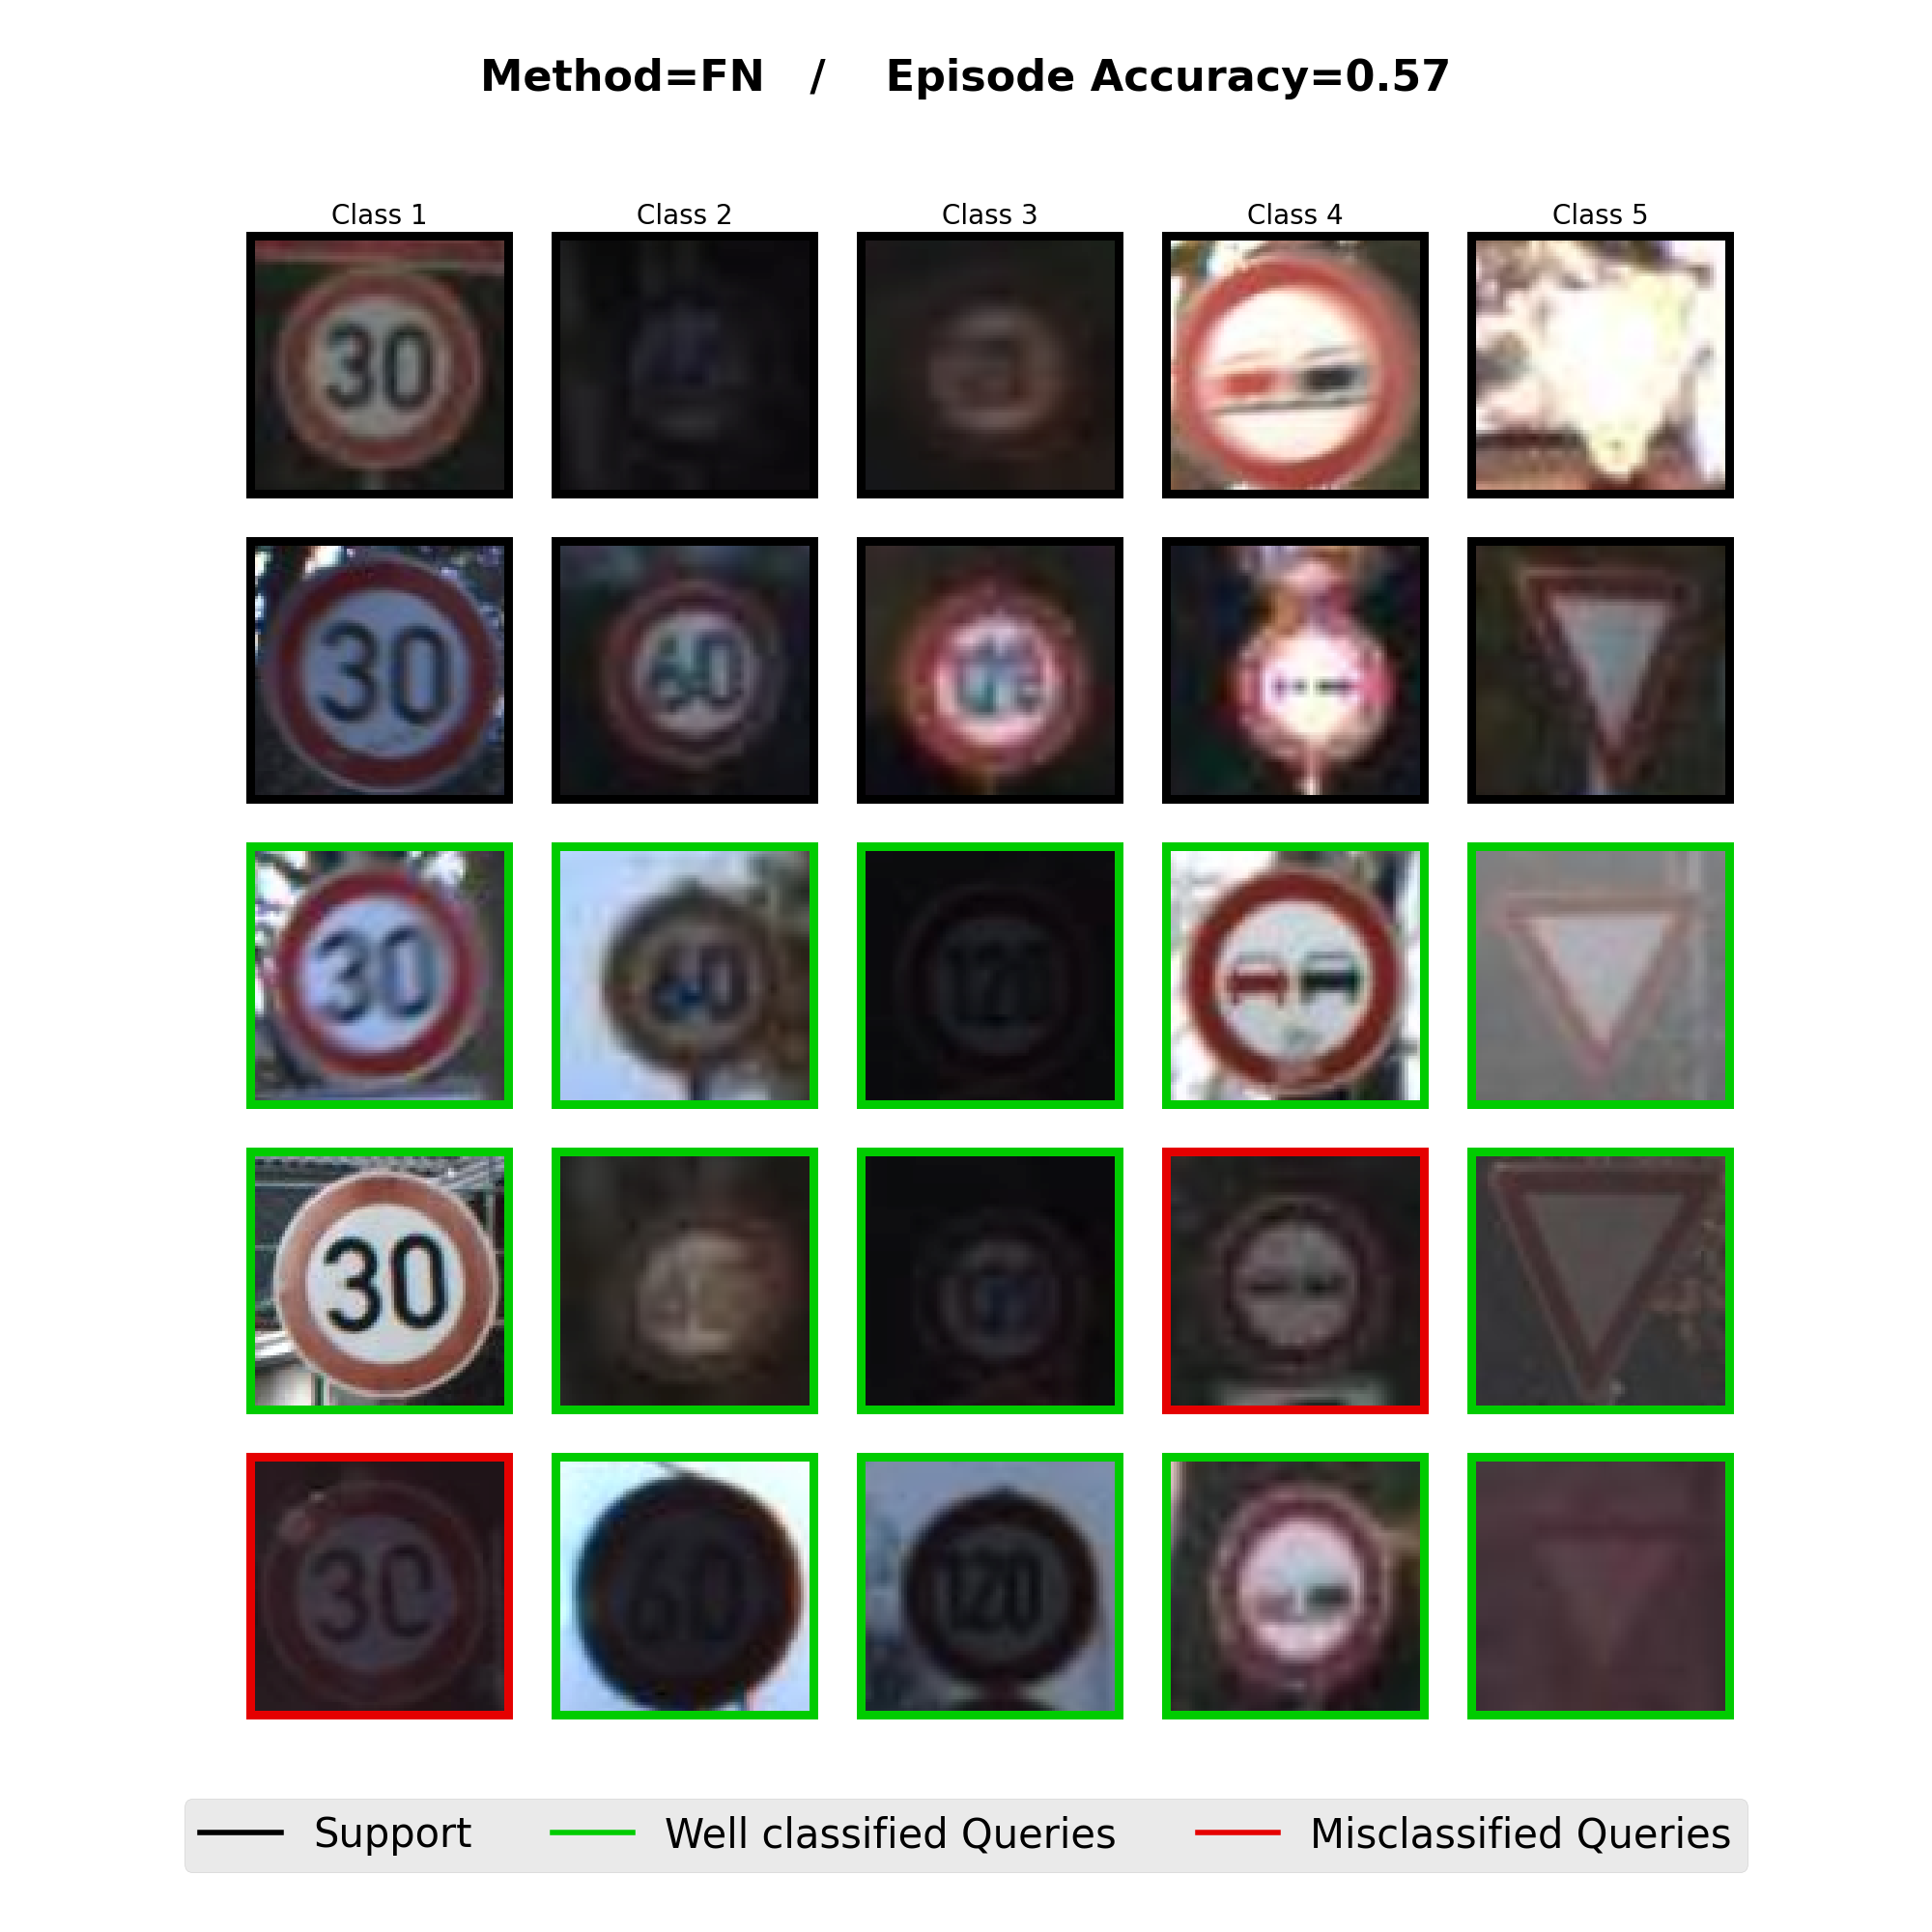 Method=FN / Episode Accuracy=0.57
Class 1 Class 2 Class 3 Class 4 Class 5
30
30 60
30 60 120
30
30 60 120
Support Well classified Queries Misclassified Queries